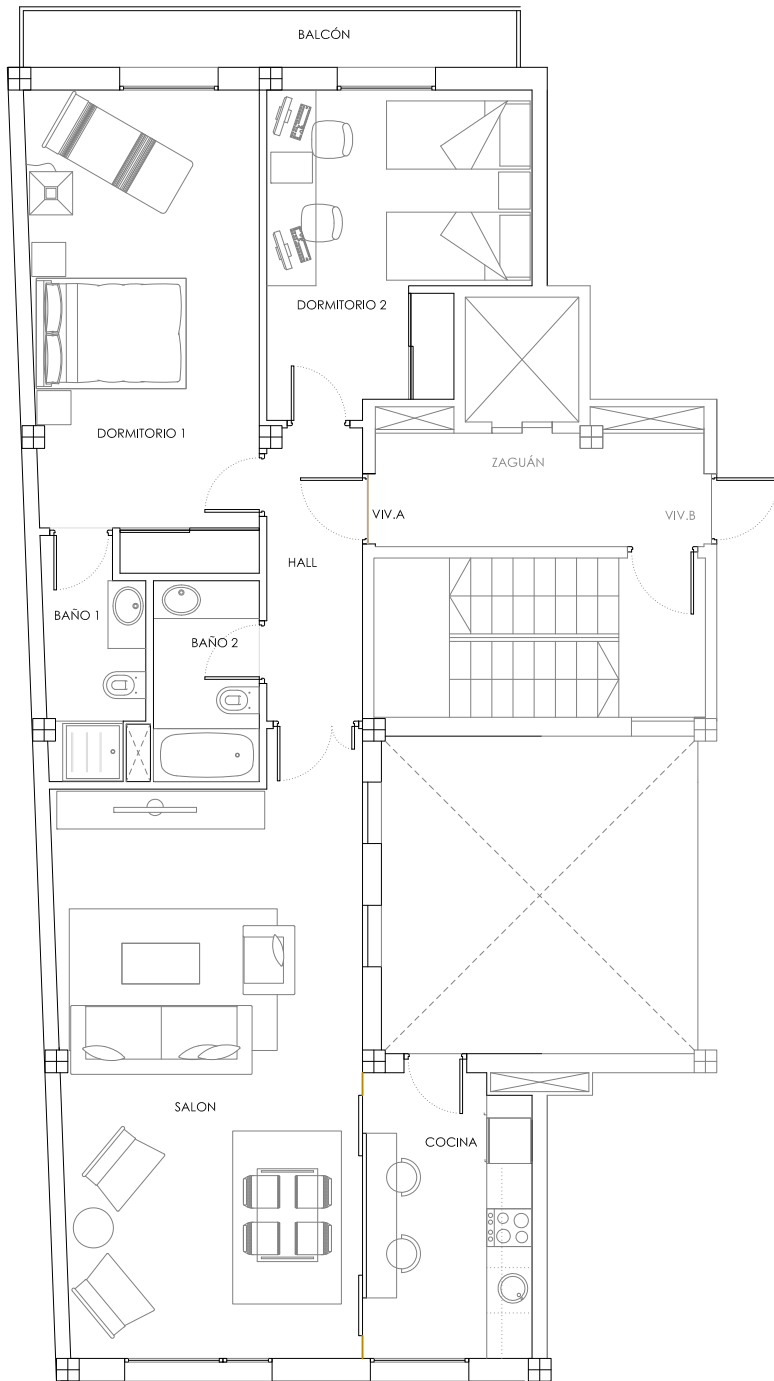 BALCÓN
DORMITORIO 2
DORMITORIO 1
ZAGUÁN
VIV.A
VIV.B
HALL
BAÑO 1
BAÑO 2
SALON
COCINA